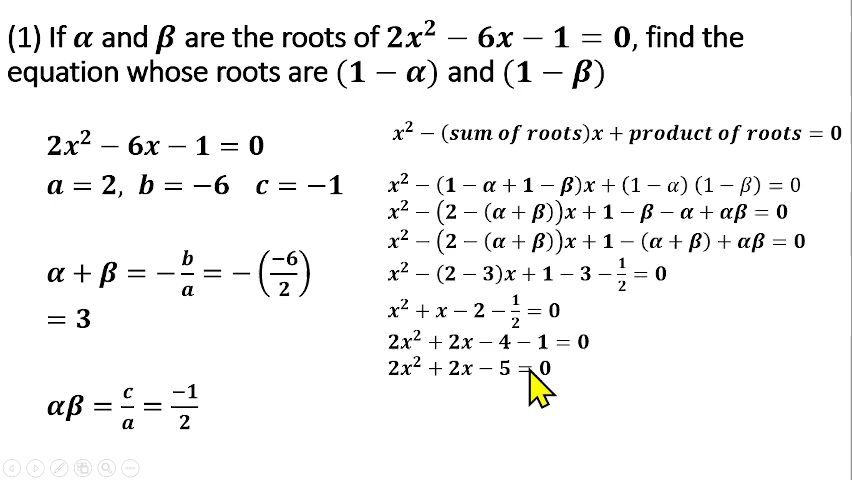 (1) If α and β are the roots of 2x² − 6x − 1 = 0, find the
equation whose roots are (1 − α) and (1 − β)
2x² − 6x − 1 = 0
a = 2, b = −6 c = −1
α + β = −b/a = −(−6/2)
= 3
αβ = c/a = −1/2
x² − (sum of roots)x + product of roots = 0
x² − (1 − α + 1 − β)x + (1 − α) (1 − β) = 0
x² − (2 − (α + β))x + 1 − β − α + αβ = 0
x² − (2 − (α + β))x + 1 − (α + β) + αβ = 0
x² − (2 − 3)x + 1 − 3 − 1/2 = 0
x² + x − 2 − 1/2 = 0
2x² + 2x − 4 − 1 = 0
2x² + 2x − 5 = 0